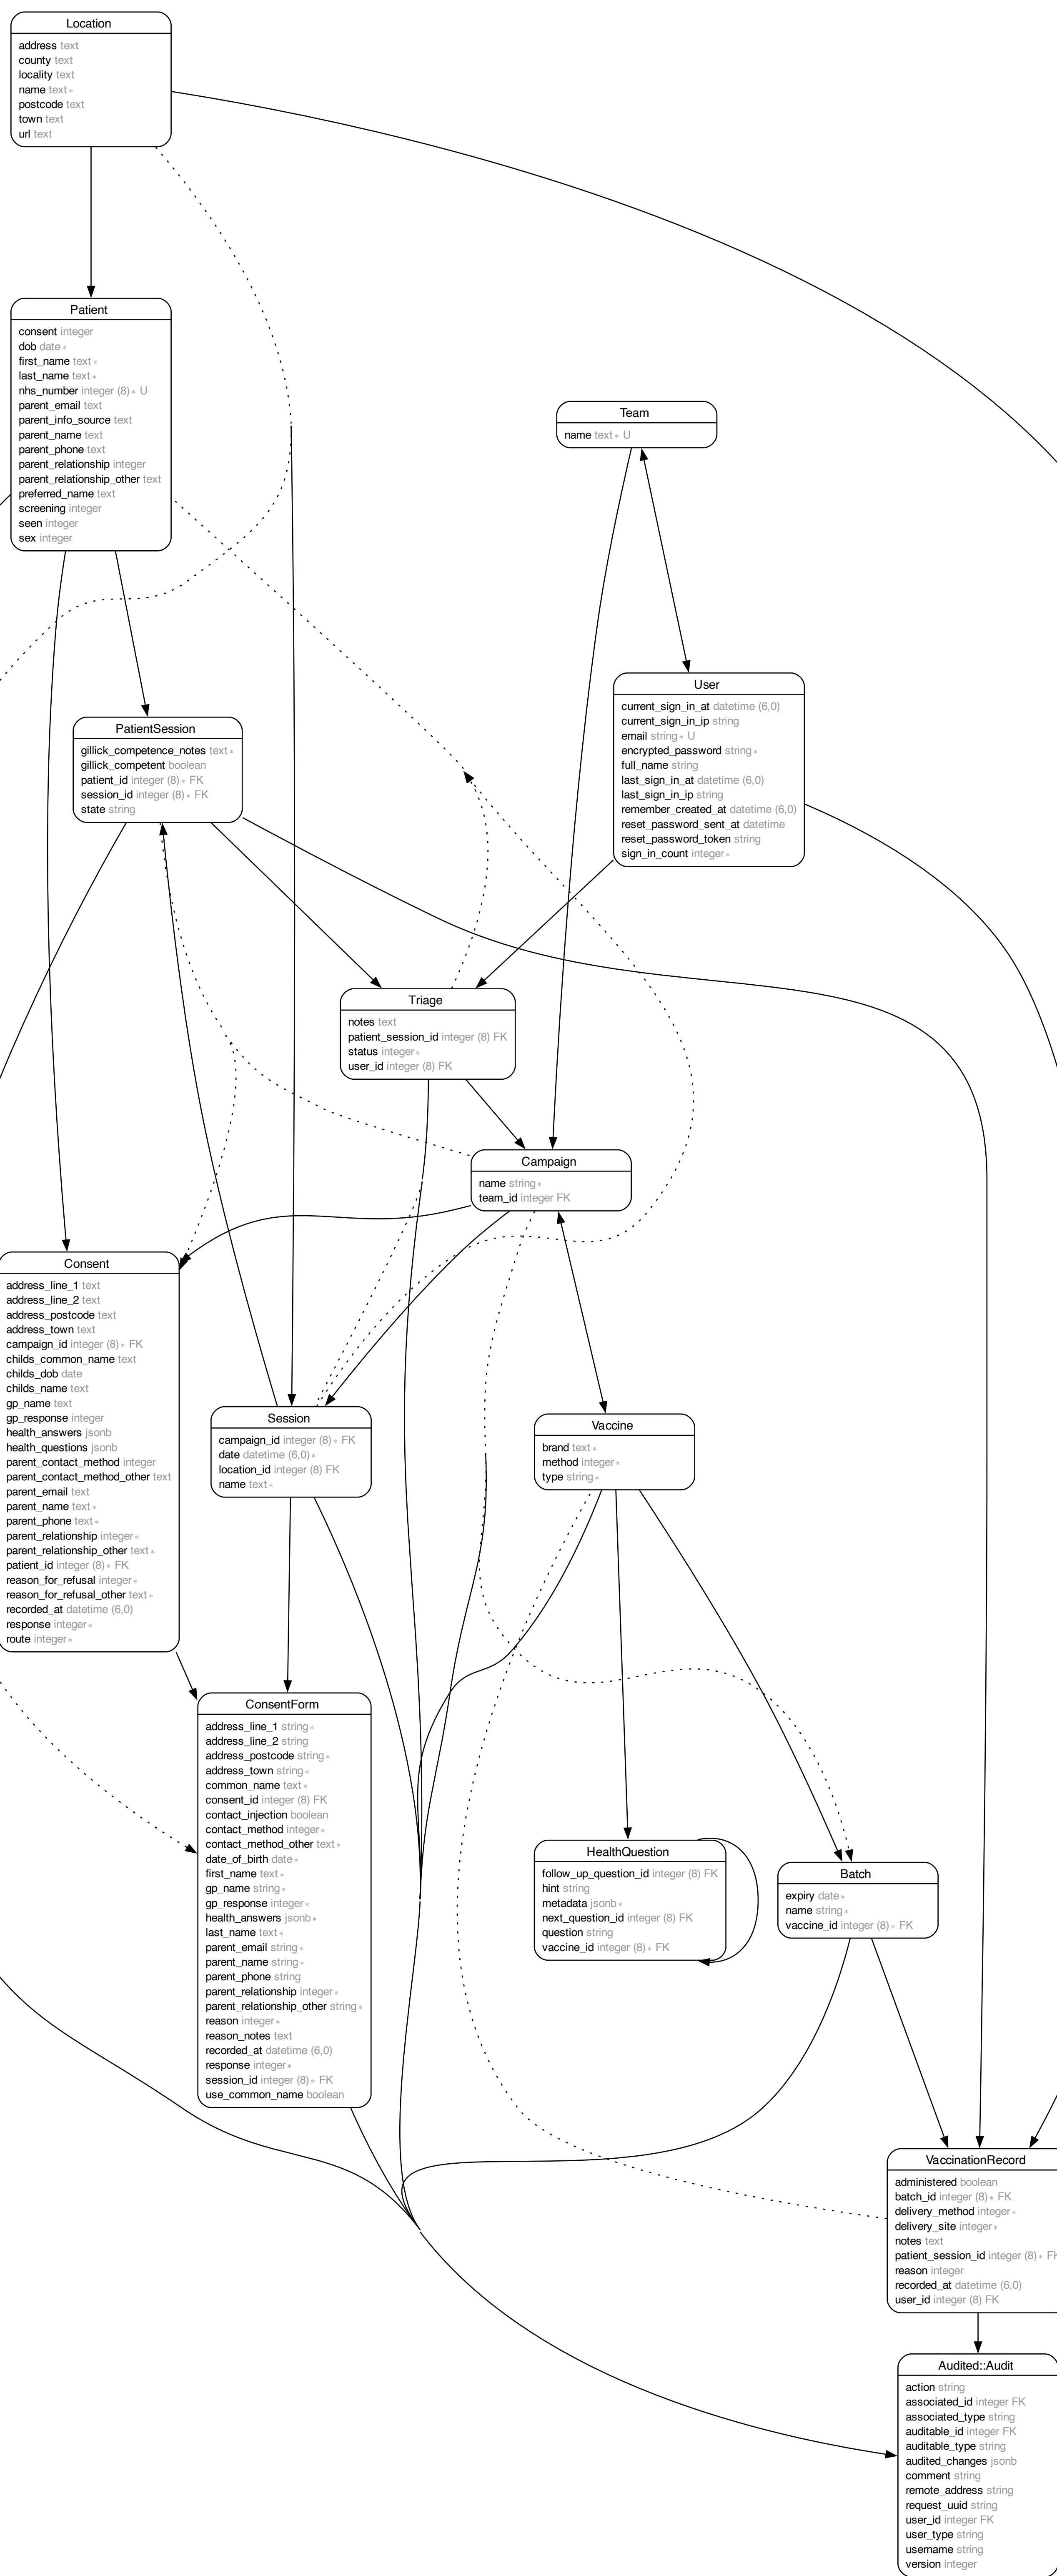 Location
address text
county text
locality text
name text *
postcode text
town text
url text
Patient
consent integer
dob date *
first_name text *
last_name text *
nhs_number integer (8) * U
parent_email text
parent_info_source text
parent_name text
parent_phone text
parent_relationship integer
parent_relationship_other text
preferred_name text
screening integer
seen integer
sex integer
Team
name text * U
User
current_sign_in_at datetime (6,0)
current_sign_in_ip string
email string * U
encrypted_password string *
full_name string
last_sign_in_at datetime (6,0)
last_sign_in_ip string
remember_created_at datetime (6,0)
reset_password_sent_at datetime
reset_password_token string
sign_in_count integer *
PatientSession
gillick_competence_notes text *
gillick_competent boolean
patient_id integer (8) * FK
session_id integer (8) * FK
state string
Triage
notes text
patient_session_id integer (8) FK
status integer *
user_id integer (8) FK
Campaign
name string *
team_id integer FK
Consent
address_line_1 text
address_line_2 text
address_postcode text
address_town text
campaign_id integer (8) * FK
childs_common_name text
childs_dob date
childs_name text
gp_name text
gp_response integer
health_answers jsonb
health_questions jsonb
parent_contact_method integer
parent_contact_method_other text
parent_email text
parent_name text *
parent_phone text *
parent_relationship integer *
parent_relationship_other text *
patient_id integer (8) * FK
reason_for_refusal integer *
reason_for_refusal_other text *
recorded_at datetime (6,0)
response integer *
route integer *
Session
campaign_id integer (8) * FK
date datetime (6,0) *
location_id integer (8) FK
name text *
Vaccine
brand text *
method integer *
type string *
ConsentForm
address_line_1 string *
address_line_2 string
address_postcode string *
address_town string *
common_name text *
consent_id integer (8) FK
contact_injection boolean
contact_method integer *
contact_method_other text *
date_of_birth date *
first_name text *
gp_name string *
gp_response integer *
health_answers jsonb *
last_name text *
parent_email string *
parent_name string *
parent_phone string
parent_relationship integer *
parent_relationship_other string *
reason integer *
reason_notes text
recorded_at datetime (6,0)
response integer *
session_id integer (8) * FK
use_common_name boolean
HealthQuestion
follow_up_question_id integer (8) FK
hint string
metadata jsonb *
next_question_id integer (8) FK
question string
vaccine_id integer (8) * FK
Batch
expiry date *
name string *
vaccine_id integer (8) * FK
VaccinationRecord
administered boolean
batch_id integer (8) * FK
delivery_method integer *
delivery_site integer *
notes text
patient_session_id integer (8) * FK
reason integer
recorded_at datetime (6,0)
user_id integer (8) FK
Audited::Audit
action string
associated_id integer FK
associated_type string
auditable_id integer FK
auditable_type string
audited_changes jsonb
comment string
remote_address string
request_uuid string
user_id integer FK
user_type string
username string
version integer